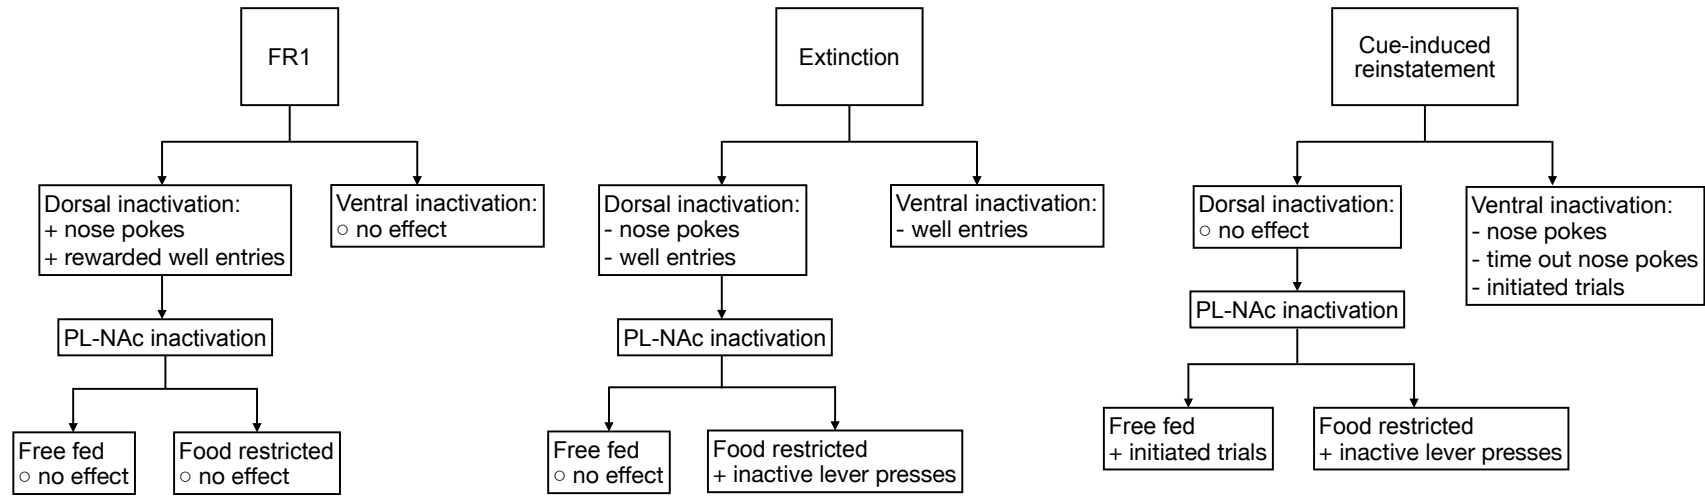 FR1
Dorsal inactivation:
+ nose pokes
+ rewarded well entries
Ventral inactivation:
○ no effect
PL-NAc inactivation
Free fed
○ no effect
Food restricted
○ no effect
Extinction
Dorsal inactivation:
- nose pokes
- well entries
Ventral inactivation:
- well entries
PL-NAc inactivation
Free fed
○ no effect
Food restricted
+ inactive lever presses
Cue-induced
reinstatement
Dorsal inactivation:
○ no effect
Ventral inactivation:
- nose pokes
- time out nose pokes
- initiated trials
PL-NAc inactivation
Free fed
+ initiated trials
Food restricted
+ inactive lever presses